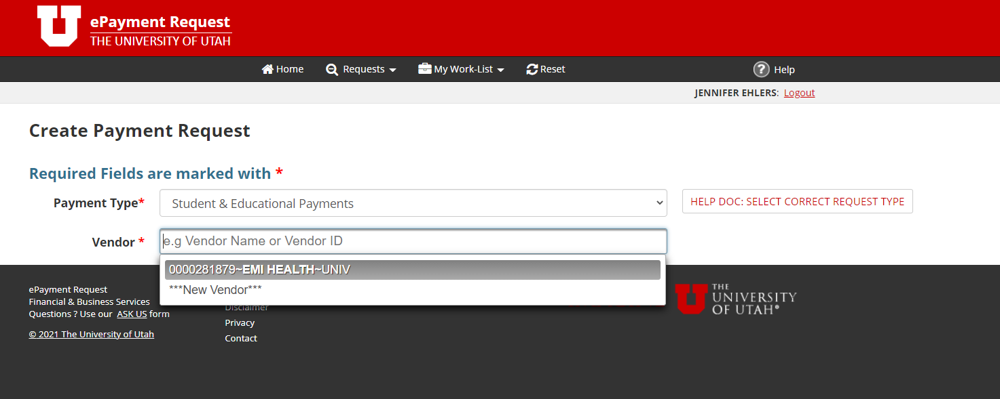 ePayment Request
THE UNIVERSITY OF UTAH
Home
Requests
My Work-List
Reset
? Help
JENNIFER EHLERS: Logout
Create Payment Request
Required Fields are marked with *
Payment Type*
Student & Educational Payments
HELP DOC: SELECT CORRECT REQUEST TYPE
Vendor *
e.g Vendor Name or Vendor ID
0000281879~EMI HEALTH~UNIV
***New Vendor***
ePayment Request
Financial & Business Services
Questions ? Use our ASK US form
© 2021 The University of Utah
Disclaimer
Privacy
Contact
THE
UNIVERSITY
OF UTAH®